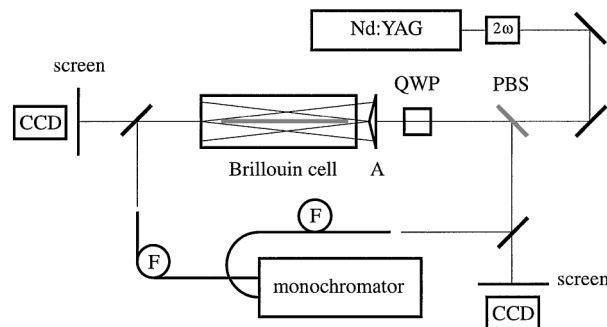 Nd:YAG
2ω
screen
QWP
PBS
CCD
Brillouin cell
A
F
F
monochromator
screen
CCD